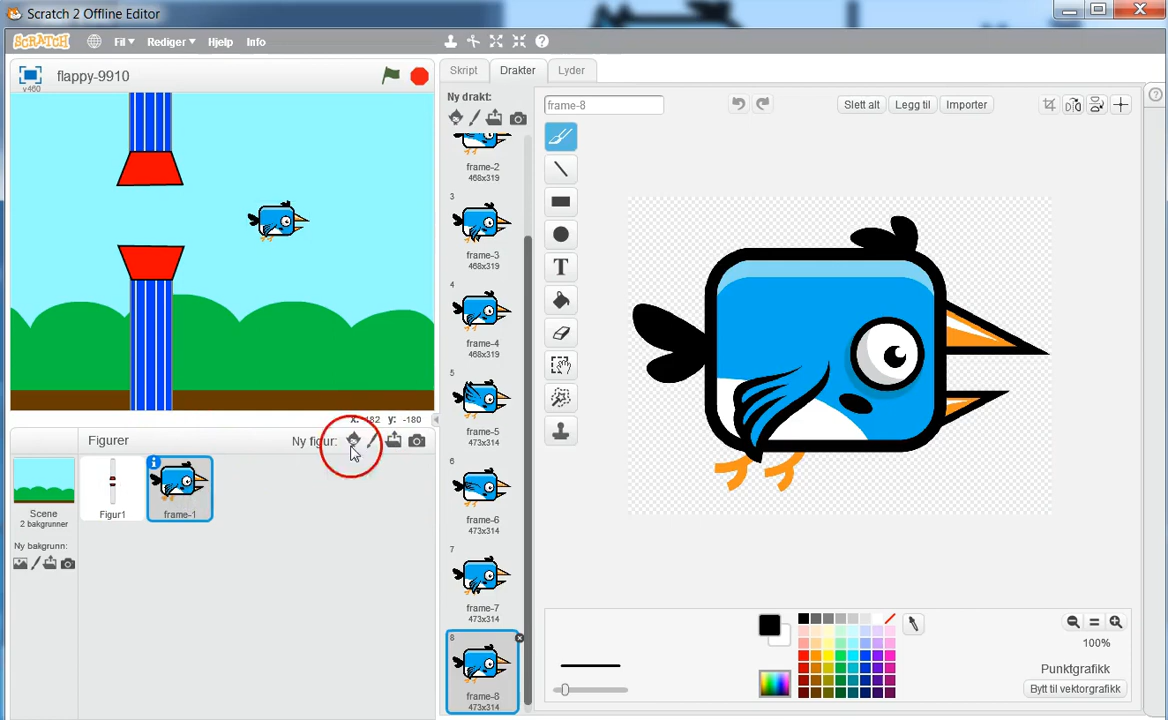 Scratch 2 Offline Editor
SCRATCH
Fil
Rediger
Hjelp
Info
v460
flappy-9910
Skript
Drakter
Lyder
Ny drakt:
frame-8
Slett alt
Legg til
Importer
frame-2
468x319
3
frame-3
468x319
4
frame-4
468x319
5
frame-5
473x314
6
frame-6
473x314
7
frame-7
473x314
8
frame-8
473x314
T
y: -180
Figurer
Ny figur:
Scene
2 bakgrunner
Ny bakgrunn:
Figur1
frame-1
100%
Punktgrafikk
Bytt til vektorgrafikk